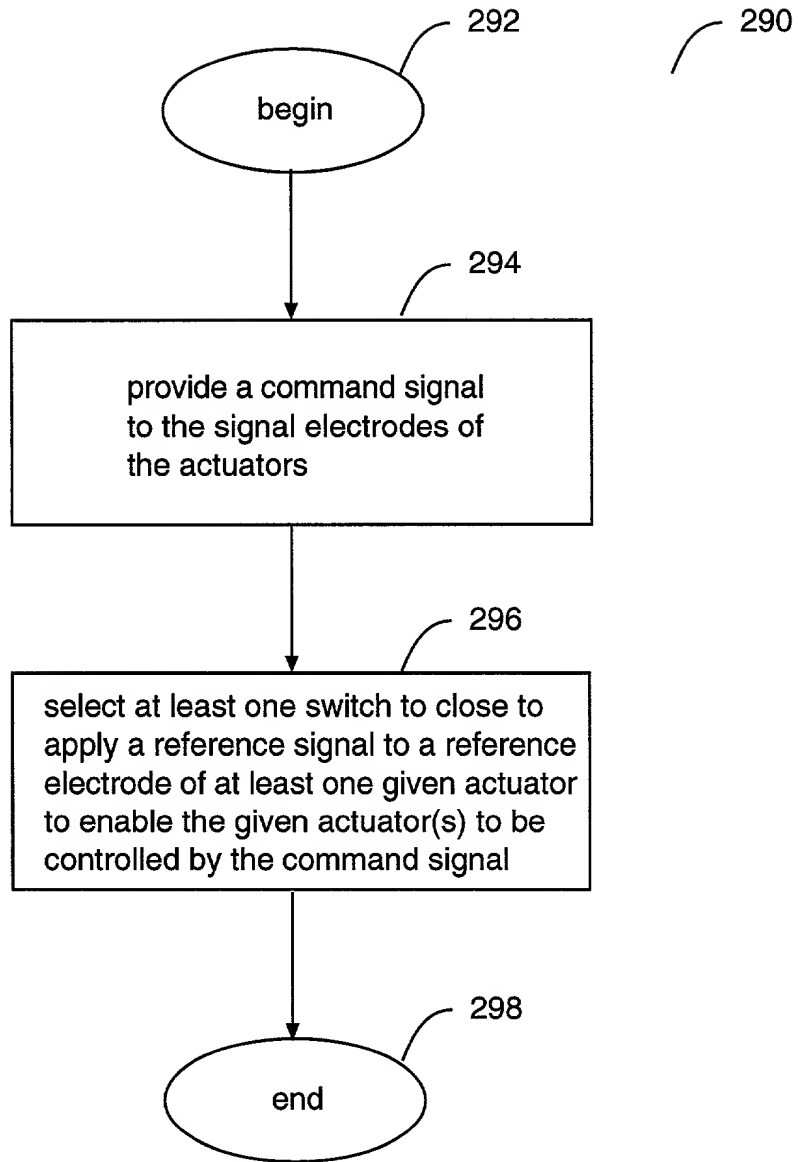 292
290
begin
294
provide a command signal
to the signal electrodes of
the actuators
296
select at least one switch to close to
apply a reference signal to a reference
electrode of at least one given actuator
to enable the given actuator(s) to be
controlled by the command signal
298
end